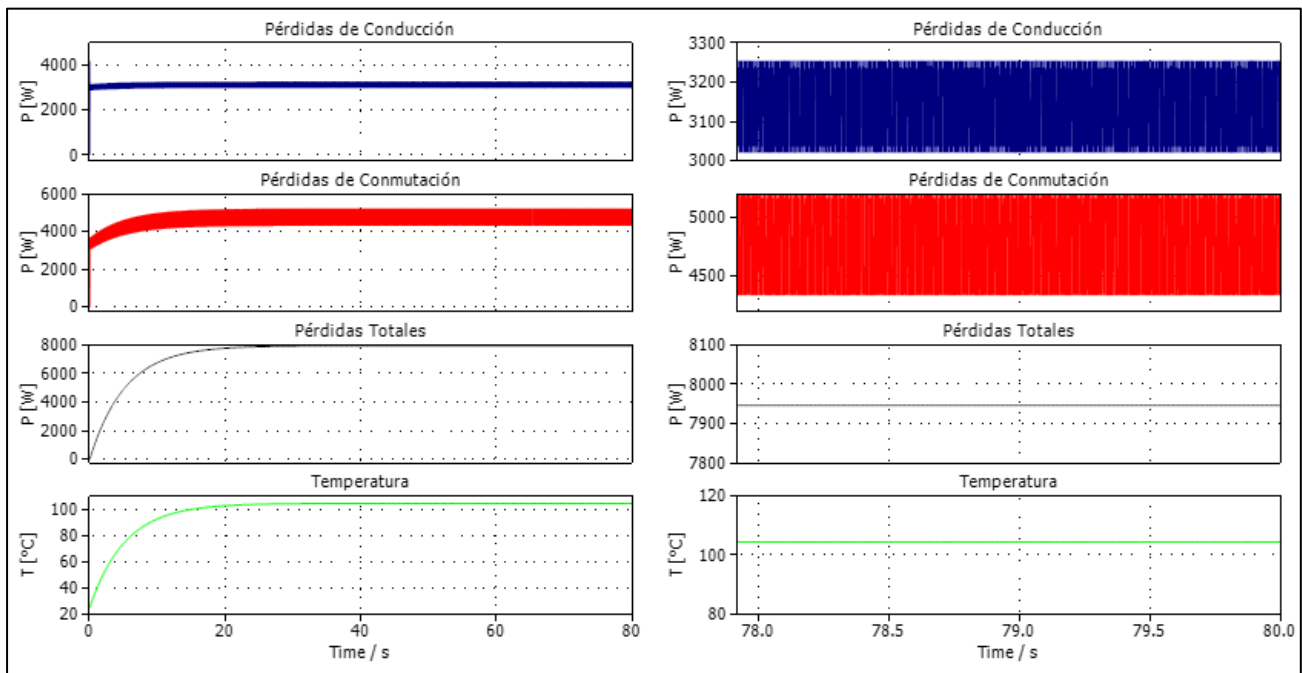 Pérdidas de Conducción
P [W]
4000
2000
0
Pérdidas de Conmutación
P [W]
6000
4000
2000
0
Pérdidas Totales
P [W]
8000
6000
4000
2000
0
Temperatura
T [ºC]
100
80
60
40
20
0 20 40 60 80
Time / s
Pérdidas de Conducción
P [W]
3300
3200
3100
3000
Pérdidas de Conmutación
P [W]
5000
4500
Pérdidas Totales
P [W]
8100
8000
7900
7800
Temperatura
T [ºC]
120
100
80
78.0 78.5 79.0 79.5 80.0
Time / s